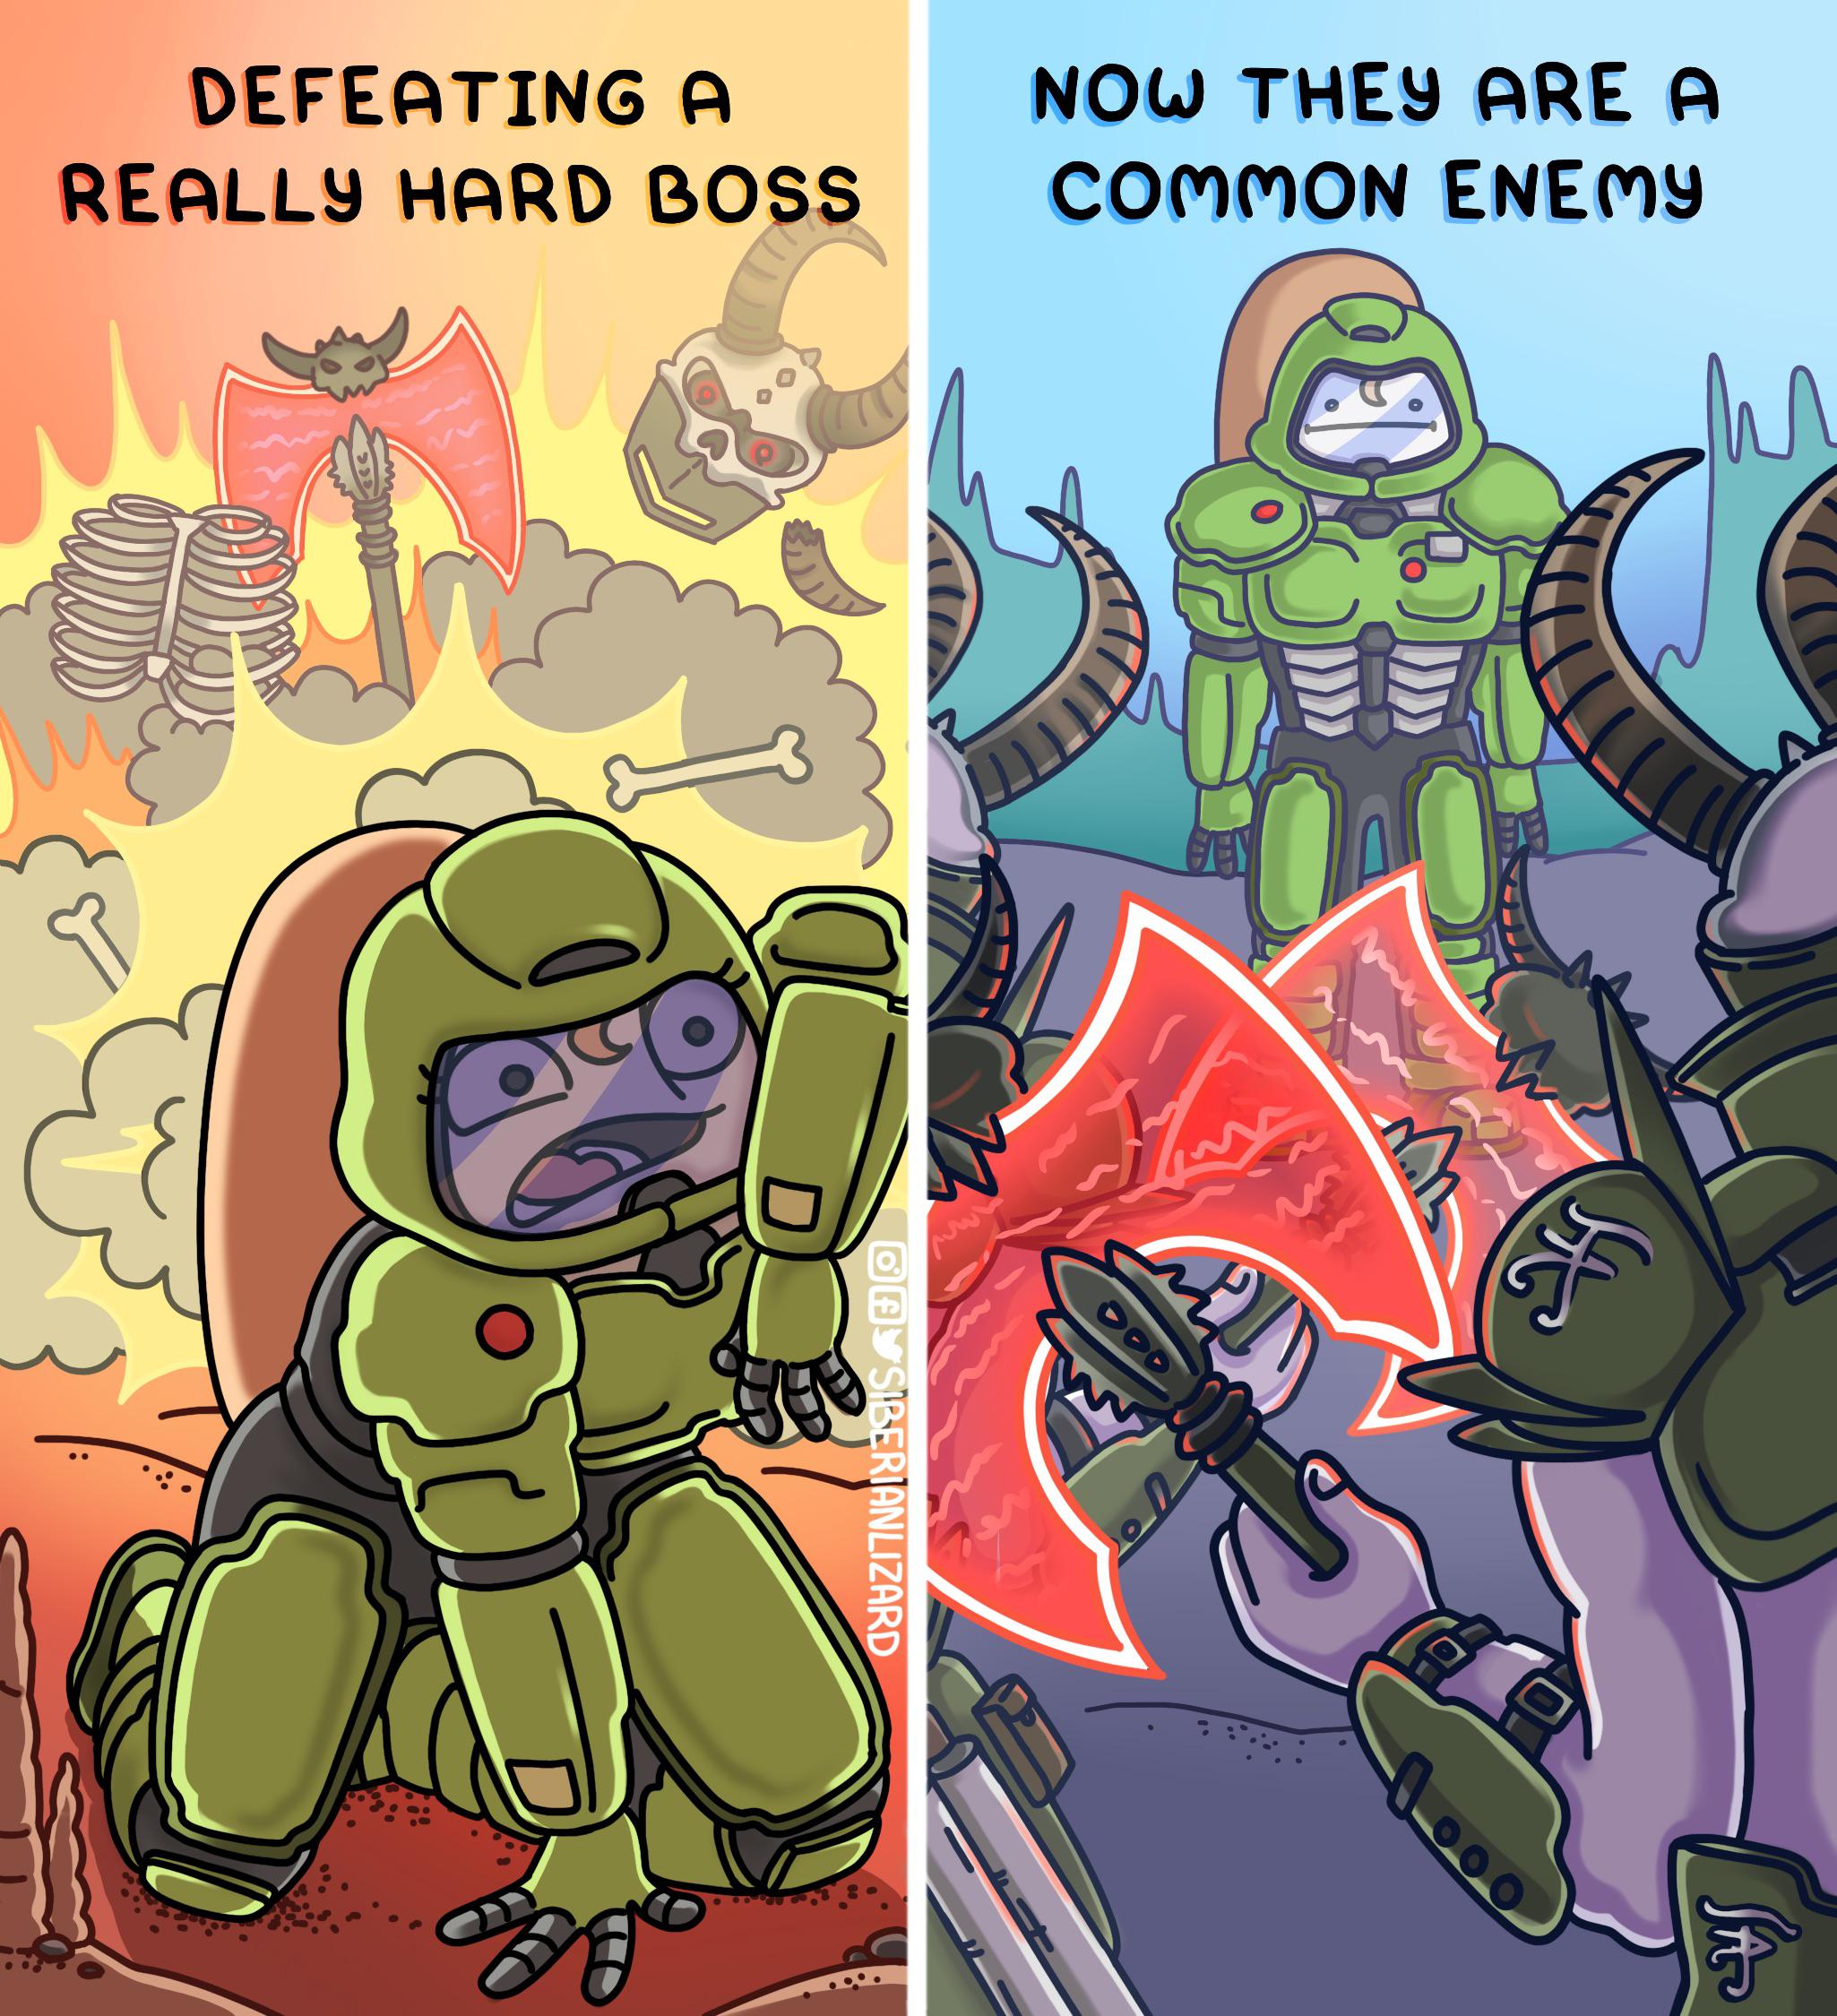 DEFEATING A
REALLY HARD BOSS
NOW THEY ARE A
COMMON ENEMY
SIBERIANLIZARD